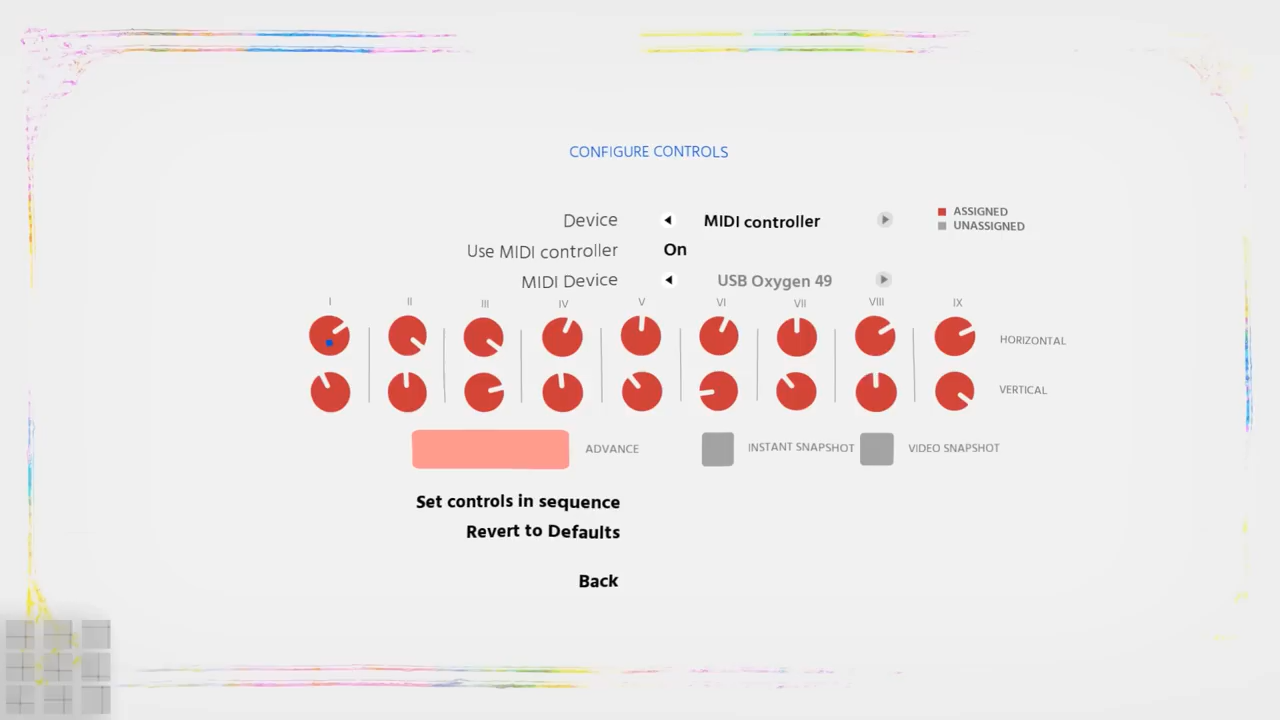 CONFIGURE CONTROLS
Device MIDI controller
ASSIGNED
UNASSIGNED
Use MIDI controller On
MIDI Device USB Oxygen 49
I II III IV V VI VII VIII IX
HORIZONTAL
VERTICAL
ADVANCE INSTANT SNAPSHOT VIDEO SNAPSHOT
Set controls in sequence
Revert to Defaults
Back